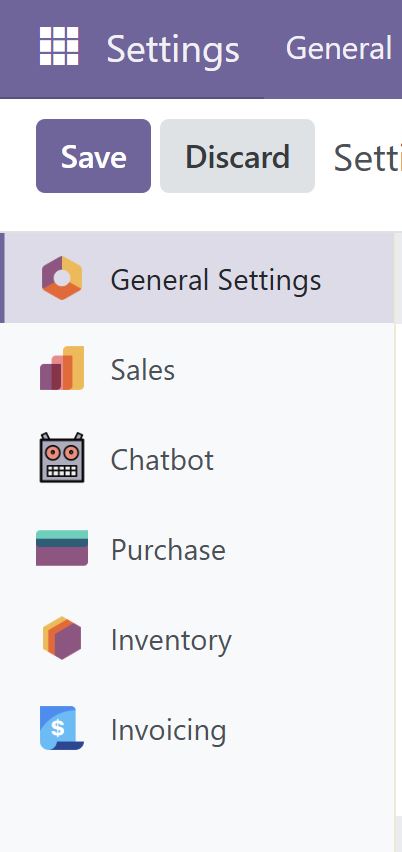 Settings General
Save Discard
General Settings
Sales
Chatbot
Purchase
Inventory
$
Invoicing